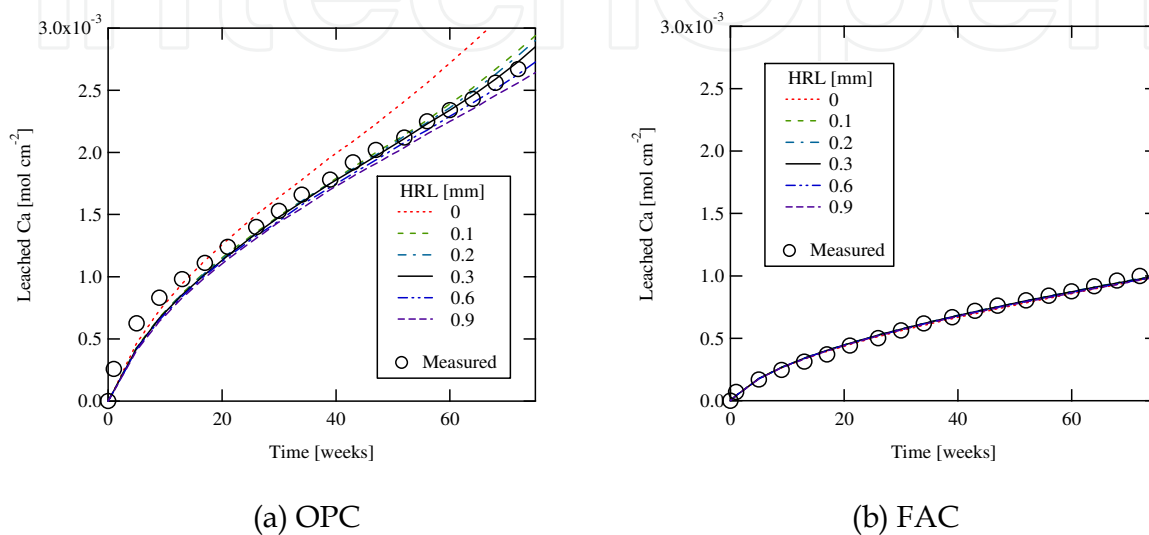 intechopen
3.0x10⁻³
2.5
2.0
1.5
1.0
0.5
0.0
Leached Ca [mol cm⁻²]
0
20
40
60
Time [weeks]
HRL [mm]
0
0.1
0.2
0.3
0.6
0.9
Measured
(a) OPC
3.0x10⁻³
2.5
2.0
1.5
1.0
0.5
0.0
Leached Ca [mol cm⁻²]
0
20
40
60
Time [weeks]
HRL [mm]
0
0.1
0.2
0.3
0.6
0.9
Measured
(b) FAC